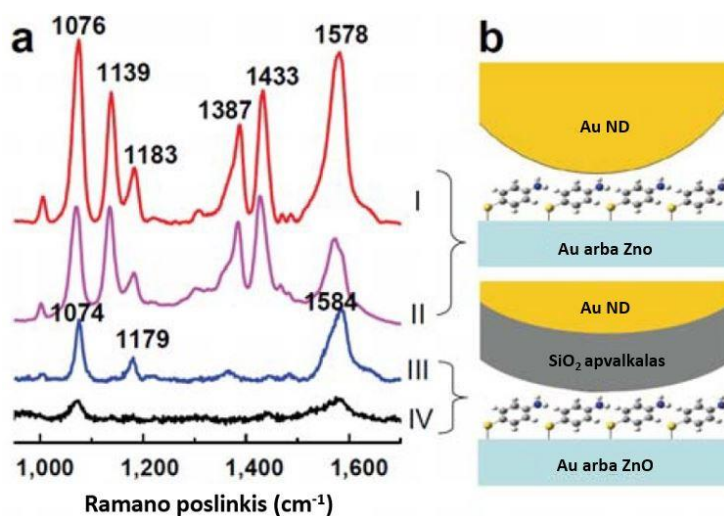 a
1076
1139
1183
1387
1433
1578
I
II
1074
1179
1584
III
IV
1,000
1,200
1,400
1,600
Ramano poslinkis (cm⁻¹)
b
Au ND
Au arba Zno
Au ND
SiO₂ apvalkalas
Au arba ZnO